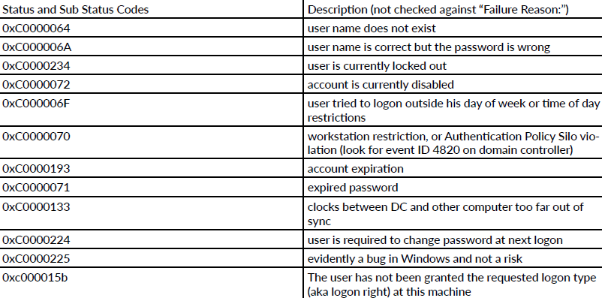 Status and Sub Status Codes Description (not checked against “Failure Reason:”)
0xC0000064 user name does not exist
0xC000006A user name is correct but the password is wrong
0xC0000234 user is currently locked out
0xC0000072 account is currently disabled
0xC000006F user tried to logon outside his day of week or time of day
restrictions
0xC0000070 workstation restriction, or Authentication Policy Silo vio-
lation (look for event ID 4820 on domain controller)
0xC0000193 account expiration
0xC0000071 expired password
0xC0000133 clocks between DC and other computer too far out of
sync
0xC0000224 user is required to change password at next logon
0xC0000225 evidently a bug in Windows and not a risk
0xc000015b The user has not been granted the requested logon type
(aka logon right) at this machine